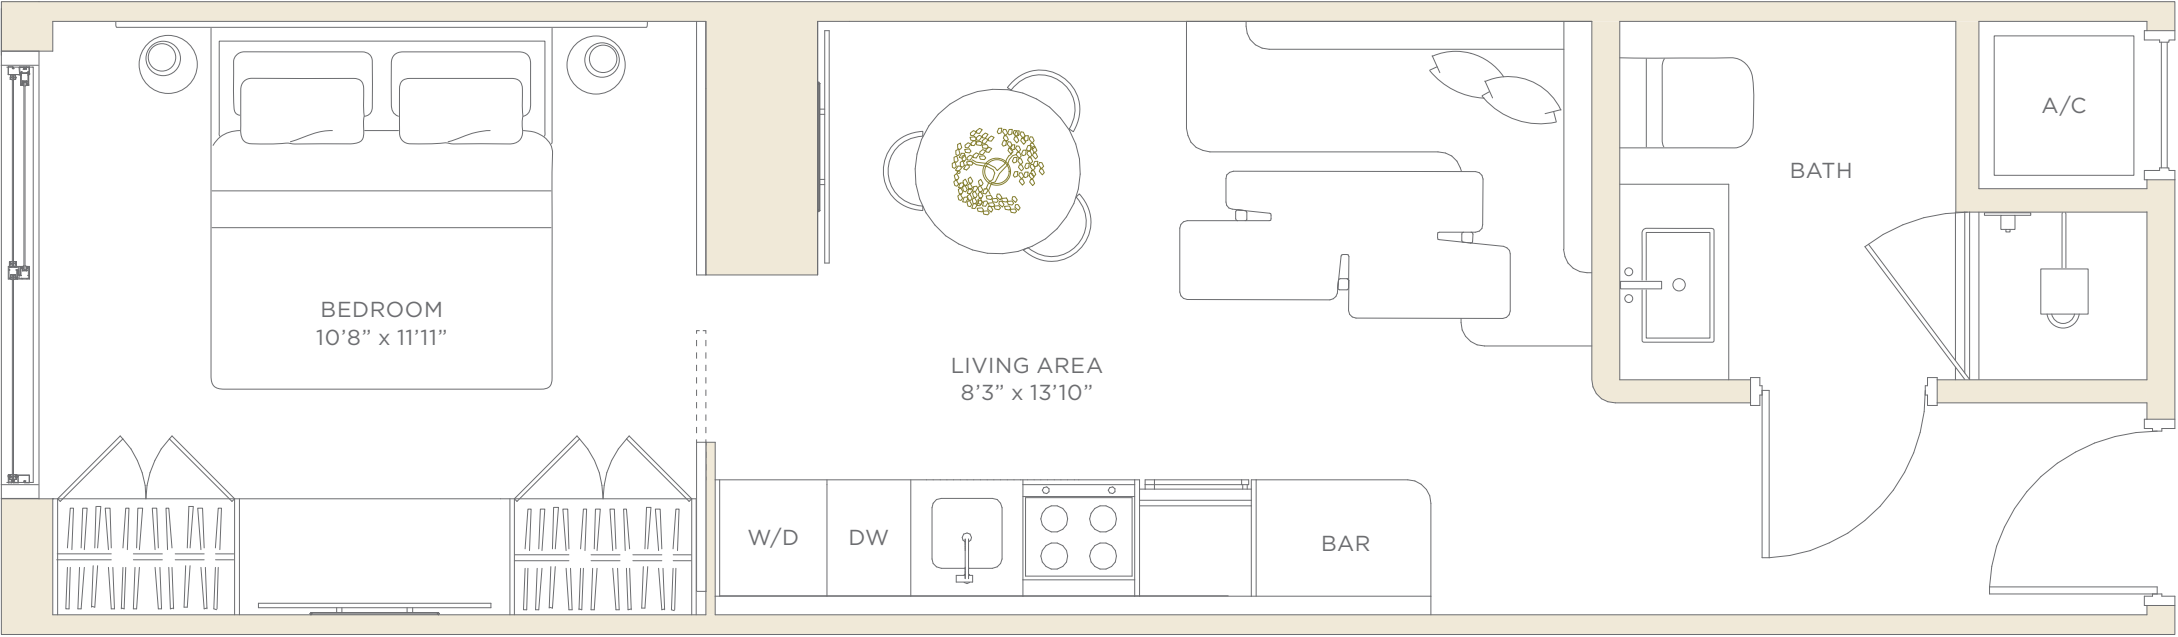 BEDROOM
10’8” x 11’11”
LIVING AREA
8’3” x 13’10”
W/D
DW
BAR
BATH
A/C